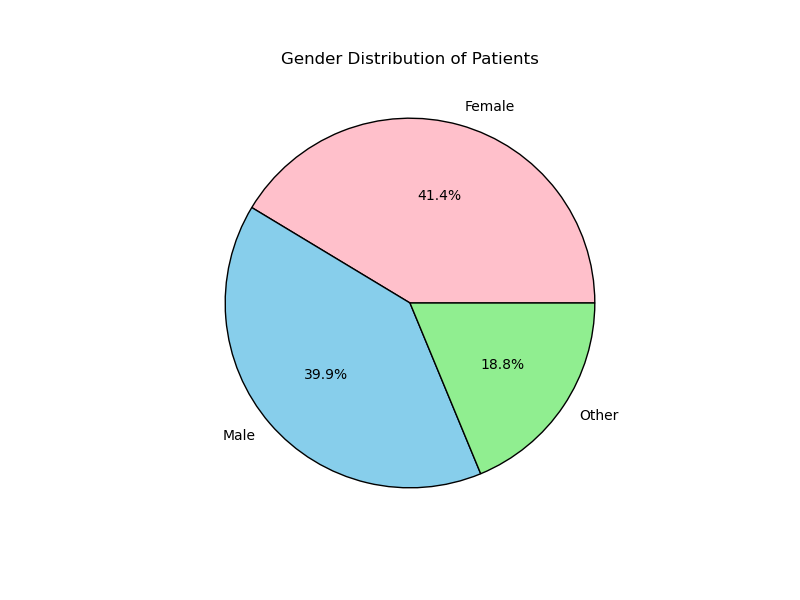 Gender Distribution of Patients
Female
41.4%
39.9%
18.8%
Other
Male